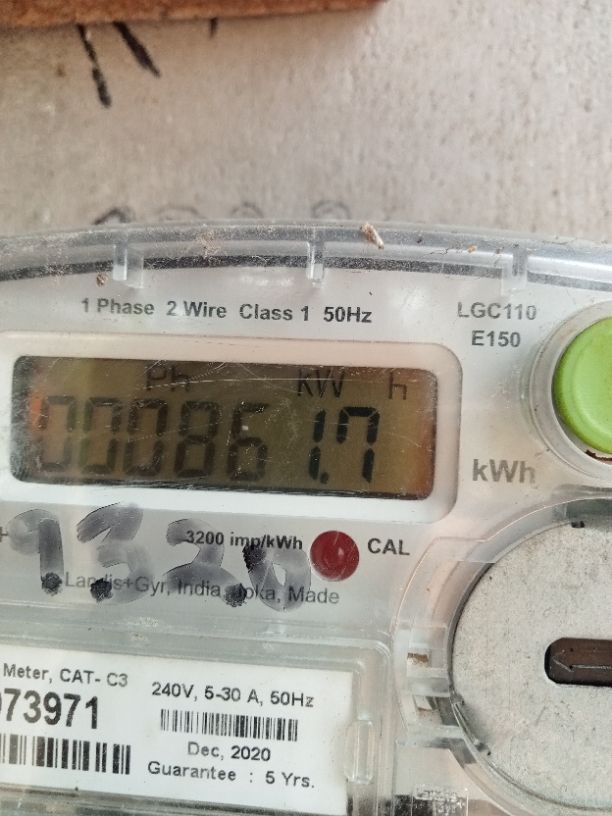 1 Phase 2 Wire Class 1 50Hz
LGC110
E150
Ph kW h
000861.7
kWh
9320
3200 imp/kWh
CAL
Landis+Gyr, India, Joka, Made
Meter, CAT- C3
73971
240V, 5-30 A, 50Hz
Dec, 2020
Guarantee : 5 Yrs.